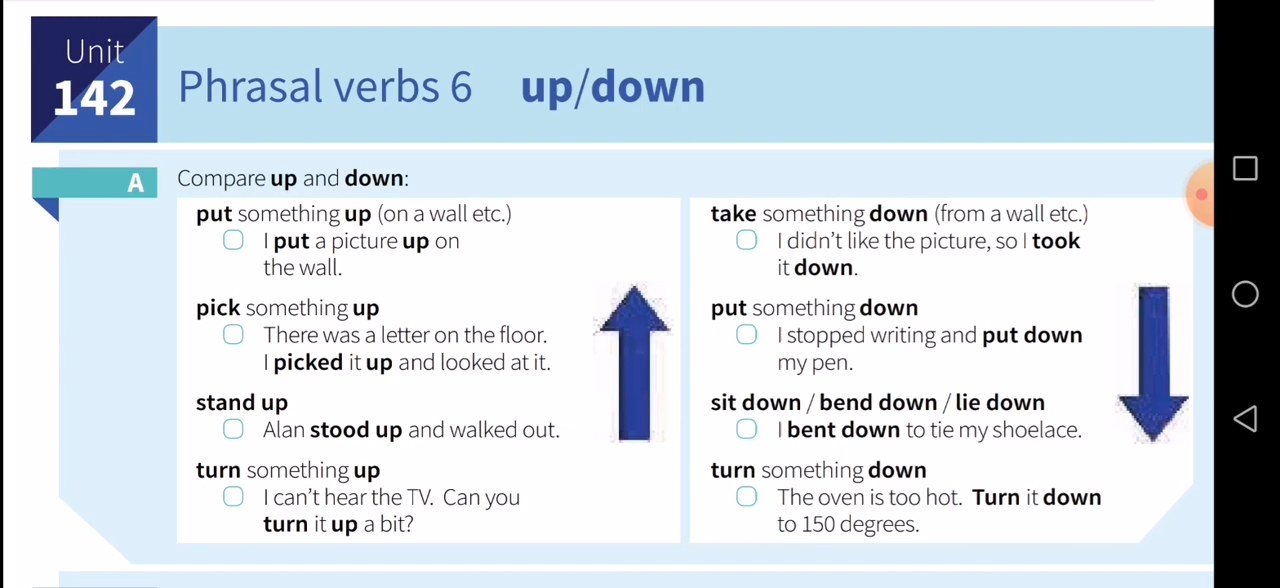 Unit
142
Phrasal verbs 6 up/down
A
Compare up and down:
put something up (on a wall etc.)
I put a picture up on
the wall.
pick something up
There was a letter on the floor.
I picked it up and looked at it.
stand up
Alan stood up and walked out.
turn something up
I can't hear the TV. Can you
turn it up a bit?
take something down (from a wall etc.)
I didn't like the picture, so I took
it down.
put something down
I stopped writing and put down
my pen.
sit down / bend down / lie down
I bent down to tie my shoelace.
turn something down
The oven is too hot. Turn it down
to 150 degrees.